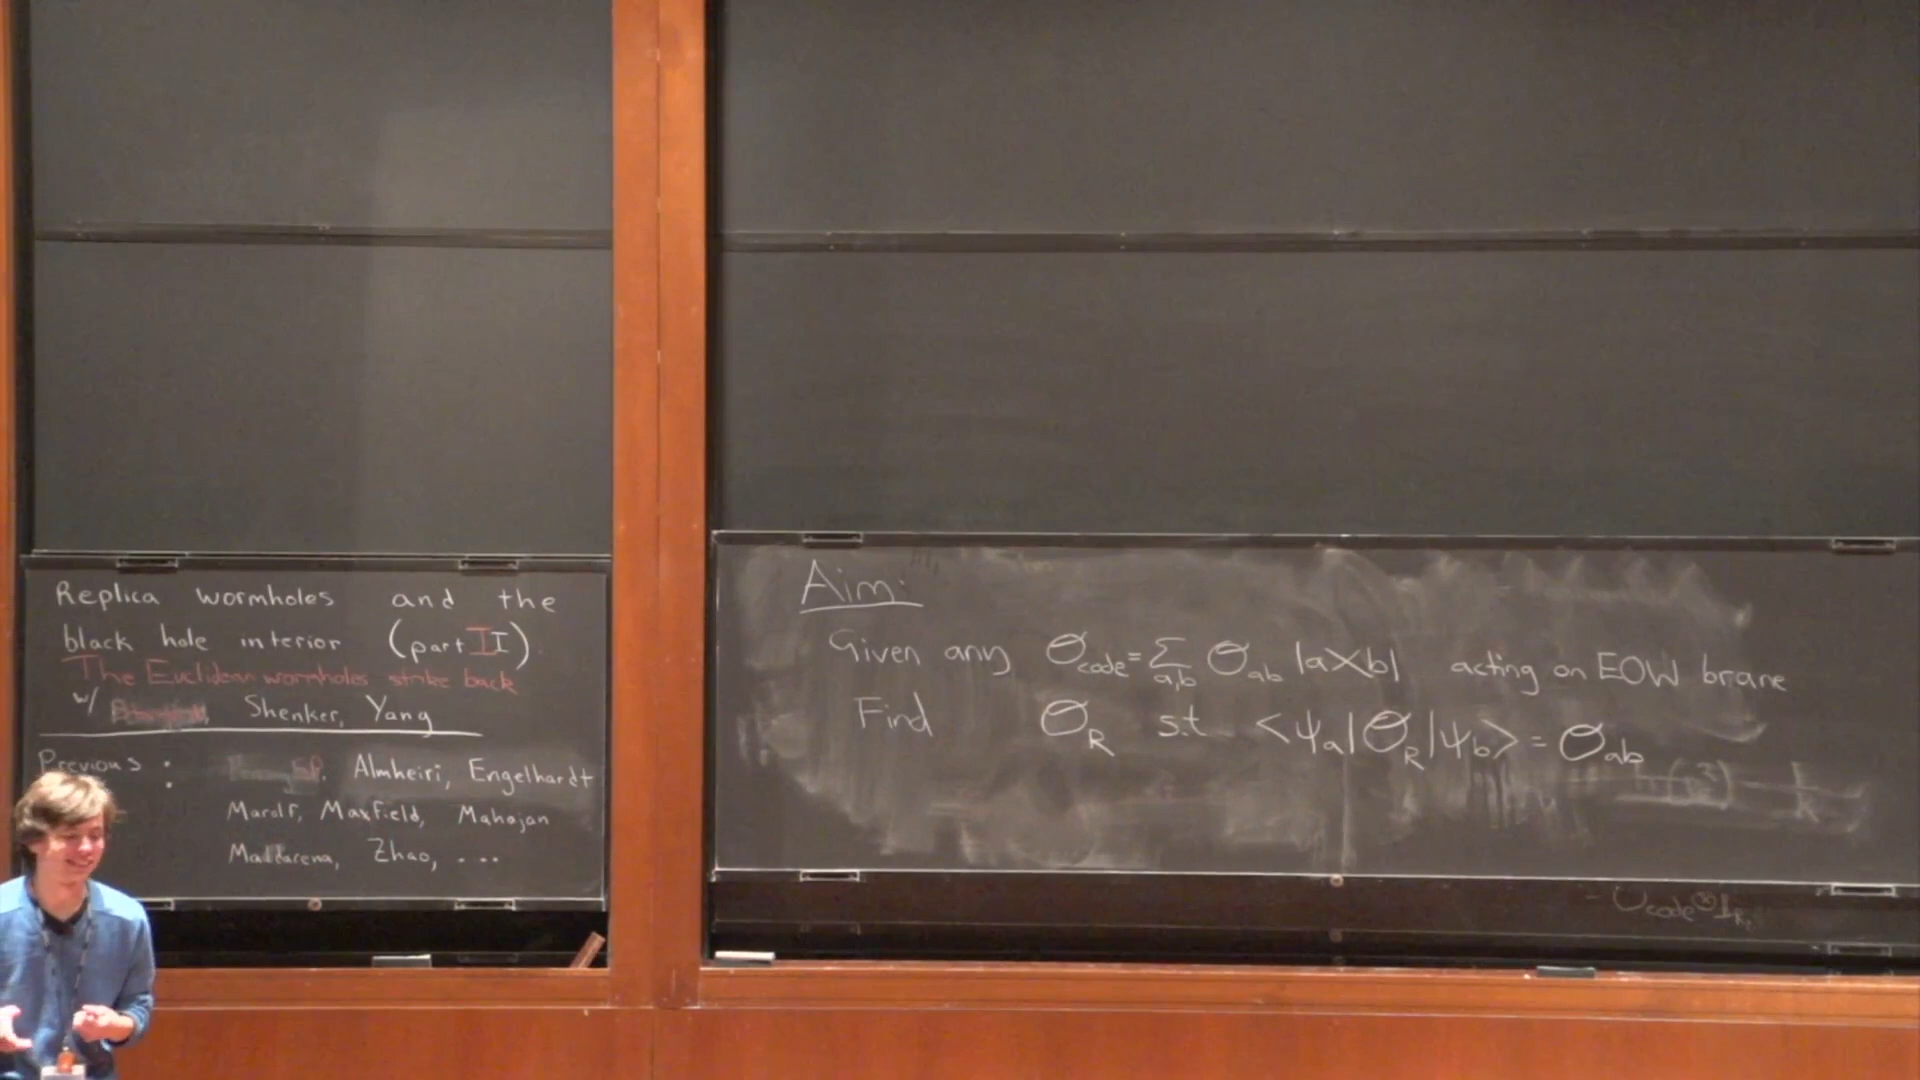 Replica wormholes and the
black hole interior (part II)
The Euclidean wormholes strike back
w/ Shenker, Yang
Previous : Almheiri, Engelhardt
Marolf, Maxfield, Mahajan
Maldacena, Zhao, ...
Aim:
Given any 𝒪_code = Σ_{a,b} 𝒪_ab |a⟩⟨b| acting on EOW brane
Find 𝒪_R s.t. <ψ_a|𝒪_R|ψ_b> = 𝒪_ab